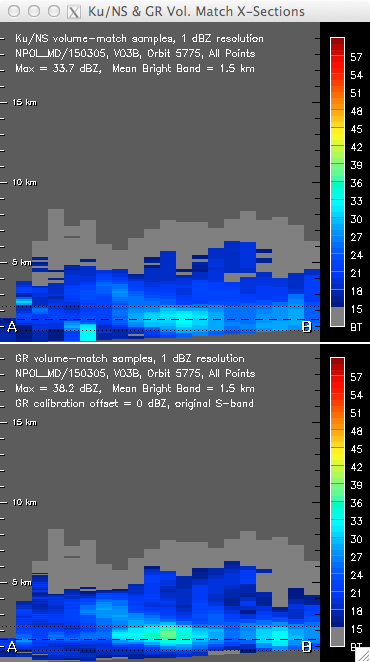 Ku/NS & GR Vol. Match X-Sections
Ku/NS volume-match samples, 1 dBZ resolution
NPOL_MD/150305, V03B, Orbit 5775, All Points
Max = 33.7 dBZ,  Mean Bright Band = 1.5 km
15 km
10 km
5 km
A
B
57
54
51
48
45
42
39
36
33
30
27
24
21
18
15
BT
GR volume-match samples, 1 dBZ resolution
NPOL_MD/150305, V03B, Orbit 5775, All Points
Max = 38.2 dBZ,  Mean Bright Band = 1.5 km
GR calibration offset = 0 dBZ, original S-band
15 km
10 km
5 km
A
B
57
54
51
48
45
42
39
36
33
30
27
24
21
18
15
BT